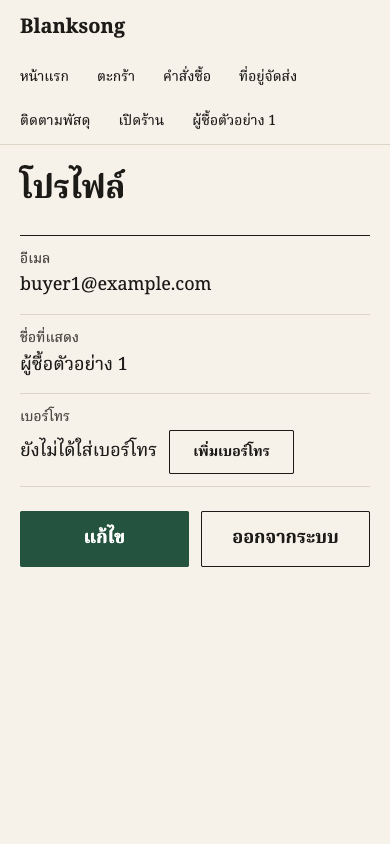 Blanksong
หน้าแรก ตะกร้า คำสั่งซื้อ ที่อยู่จัดส่ง
ติดตามพัสดุ เปิดร้าน ผู้ซื้อตัวอย่าง 1
โปรไฟล์
อีเมล
buyer1@example.com
ชื่อที่แสดง
ผู้ซื้อตัวอย่าง 1
เบอร์โทร
ยังไม่ได้ใส่เบอร์โทร เพิ่มเบอร์โทร
แก้ไข ออกจากระบบ